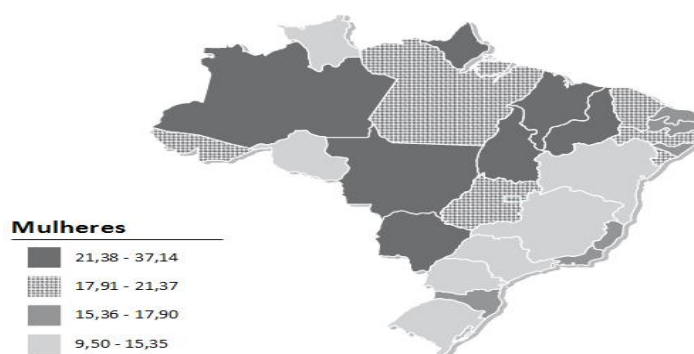 Mulheres
21,38 - 37,14
17,91 - 21,37
15,36 - 17,90
9,50 - 15,35